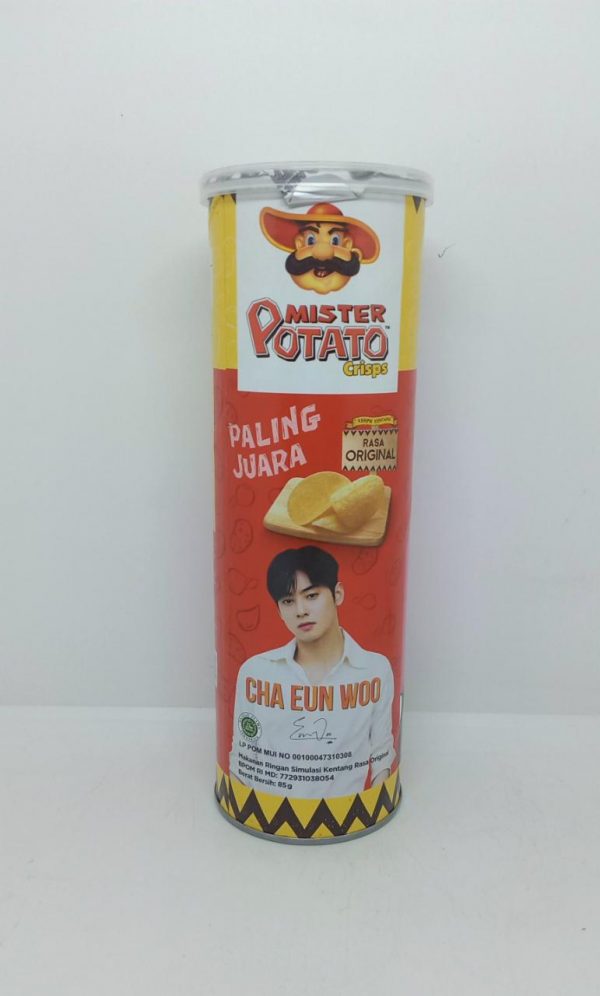 MISTER
POTATO™
Crisps
PALING
JUARA
RASA
ORIGINAL
CHA EUN WOO
LP POM MUI NO 00100047310308
Makanan Ringan Simulasi Kentang Rasa Original
BPOM RI MD: 772931038054
Berat Bersih: 85g